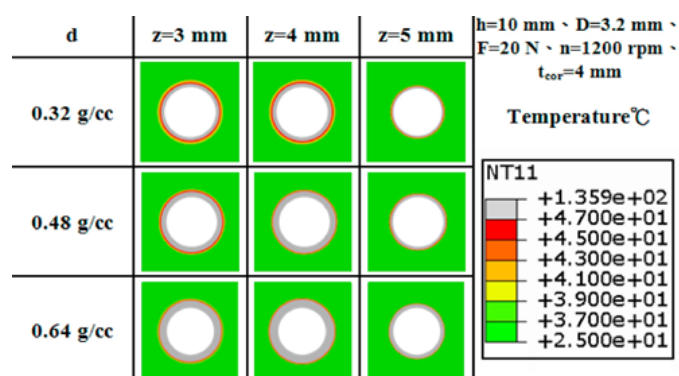 d z=3 mm z=4 mm z=5 mm
0.32 g/cc
0.48 g/cc
0.64 g/cc
h=10 mm、D=3.2 mm、
F=20 N、n=1200 rpm、
t_cor=4 mm
Temperature℃
NT11
+1.359e+02
+4.700e+01
+4.500e+01
+4.300e+01
+4.100e+01
+3.900e+01
+3.700e+01
+2.500e+01